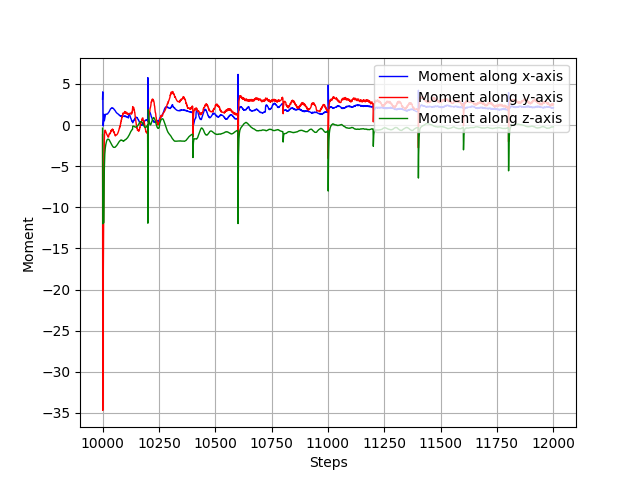 Moment along x-axis
Moment along y-axis
Moment along z-axis
5
0
−5
−10
−15
−20
−25
−30
−35
Moment
10000 10250 10500 10750 11000 11250 11500 11750 12000
Steps